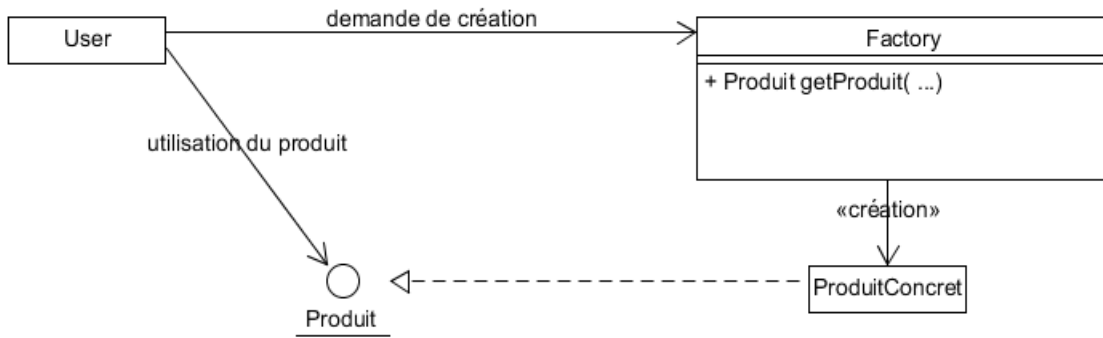 demande de création
User
Factory
+ Produit getProduit( ...)
utilisation du produit
«création»
ProduitConcret
Produit